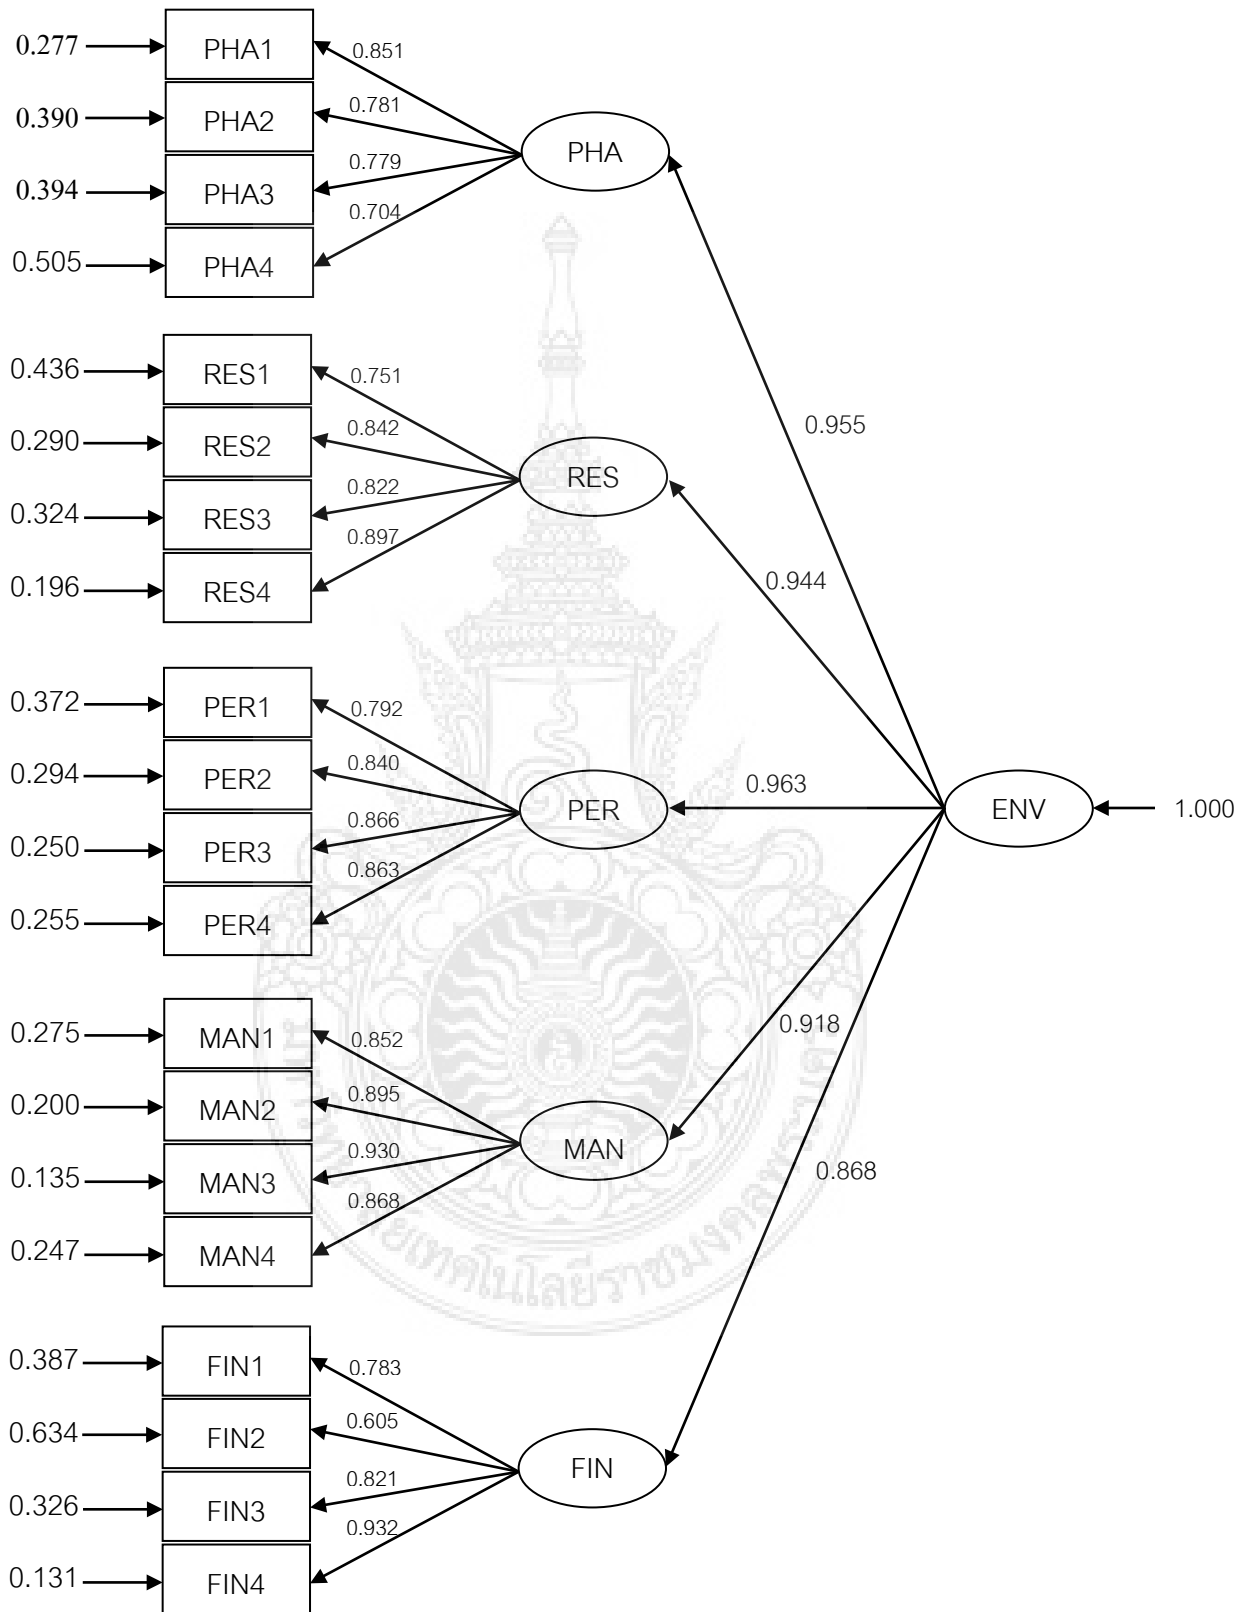 0.277 PHA1 0.851
0.390 PHA2 0.781
PHA
0.394 PHA3 0.779
0.505 PHA4 0.704
0.436 RES1 0.751
0.955
0.290 RES2 0.842
RES
0.324 RES3 0.822
0.196 RES4 0.897
0.944
0.372 PER1 0.792
0.294 PER2 0.840
PER 0.963 ENV 1.000
0.250 PER3 0.866
0.255 PER4 0.863
0.275 MAN1 0.852
0.918
0.200 MAN2 0.895
MAN
0.135 MAN3 0.930
0.868
0.247 MAN4 0.868
0.387 FIN1 0.783
0.634 FIN2 0.605
FIN
0.326 FIN3 0.821
0.131 FIN4 0.932